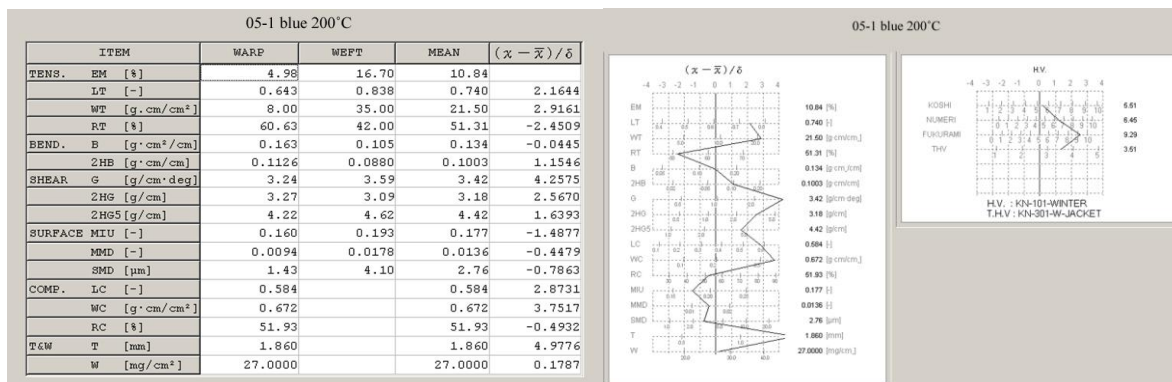 05-1 blue 200˚C
ITEM WARP WEFT MEAN (x − x̄)/δ
TENS. EM [%] 4.98 16.70 10.84
LT [-] 0.643 0.838 0.740 2.1644
WT [g.cm/cm²] 8.00 35.00 21.50 2.9161
RT [%] 60.63 42.00 51.31 -2.4509
BEND. B [g·cm²/cm] 0.163 0.105 0.134 -0.0445
2HB [g·cm/cm] 0.1126 0.0880 0.1003 1.1546
SHEAR G [g/cm·deg] 3.24 3.59 3.42 4.2575
2HG [g/cm] 3.27 3.09 3.18 2.5670
2HG5 [g/cm] 4.22 4.62 4.42 1.6393
SURFACE MIU [-] 0.160 0.193 0.177 -1.4877
MMD [-] 0.0094 0.0178 0.0136 -0.4479
SMD [µm] 1.43 4.10 2.76 -0.7863
COMP. LC [-] 0.584 0.584 2.8731
WC [g·cm/cm²] 0.672 0.672 3.7517
RC [%] 51.93 51.93 -0.4932
T&W T [mm] 1.860 1.860 4.9776
W [mg/cm²] 27.0000 27.0000 0.1787
05-1 blue 200˚C
(x − x̄)/δ
-4 -3 -2 -1 0 1 2 3 4
EM 10.84 [%]
LT 0.740 [-]
WT 21.50 [g·cm/cm,]
RT 51.31 [%]
B 0.134 [g·cm,/cm]
2HB 0.1003 [g·cm/cm]
G 3.42 [g/cm·deg]
2HG 3.18 [g/cm]
2HG5 4.42 [g/cm]
LC 0.584 [-]
WC 0.672 [g·cm/cm,]
RC 51.93 [%]
MIU 0.177 [-]
MMD 0.0136 [-]
SMD 2.76 [µm]
T 1.860 [mm]
W 27.0000 [mg/cm,]
H.V.
-4 -3 -2 -1 0 1 2 3 4
KOSHI 6.61
NUMERI 6.45
FUKURAMI 9.29
THV 3.61
H.V. : KN-101-WINTER
T.H.V : KN-301-W-JACKET